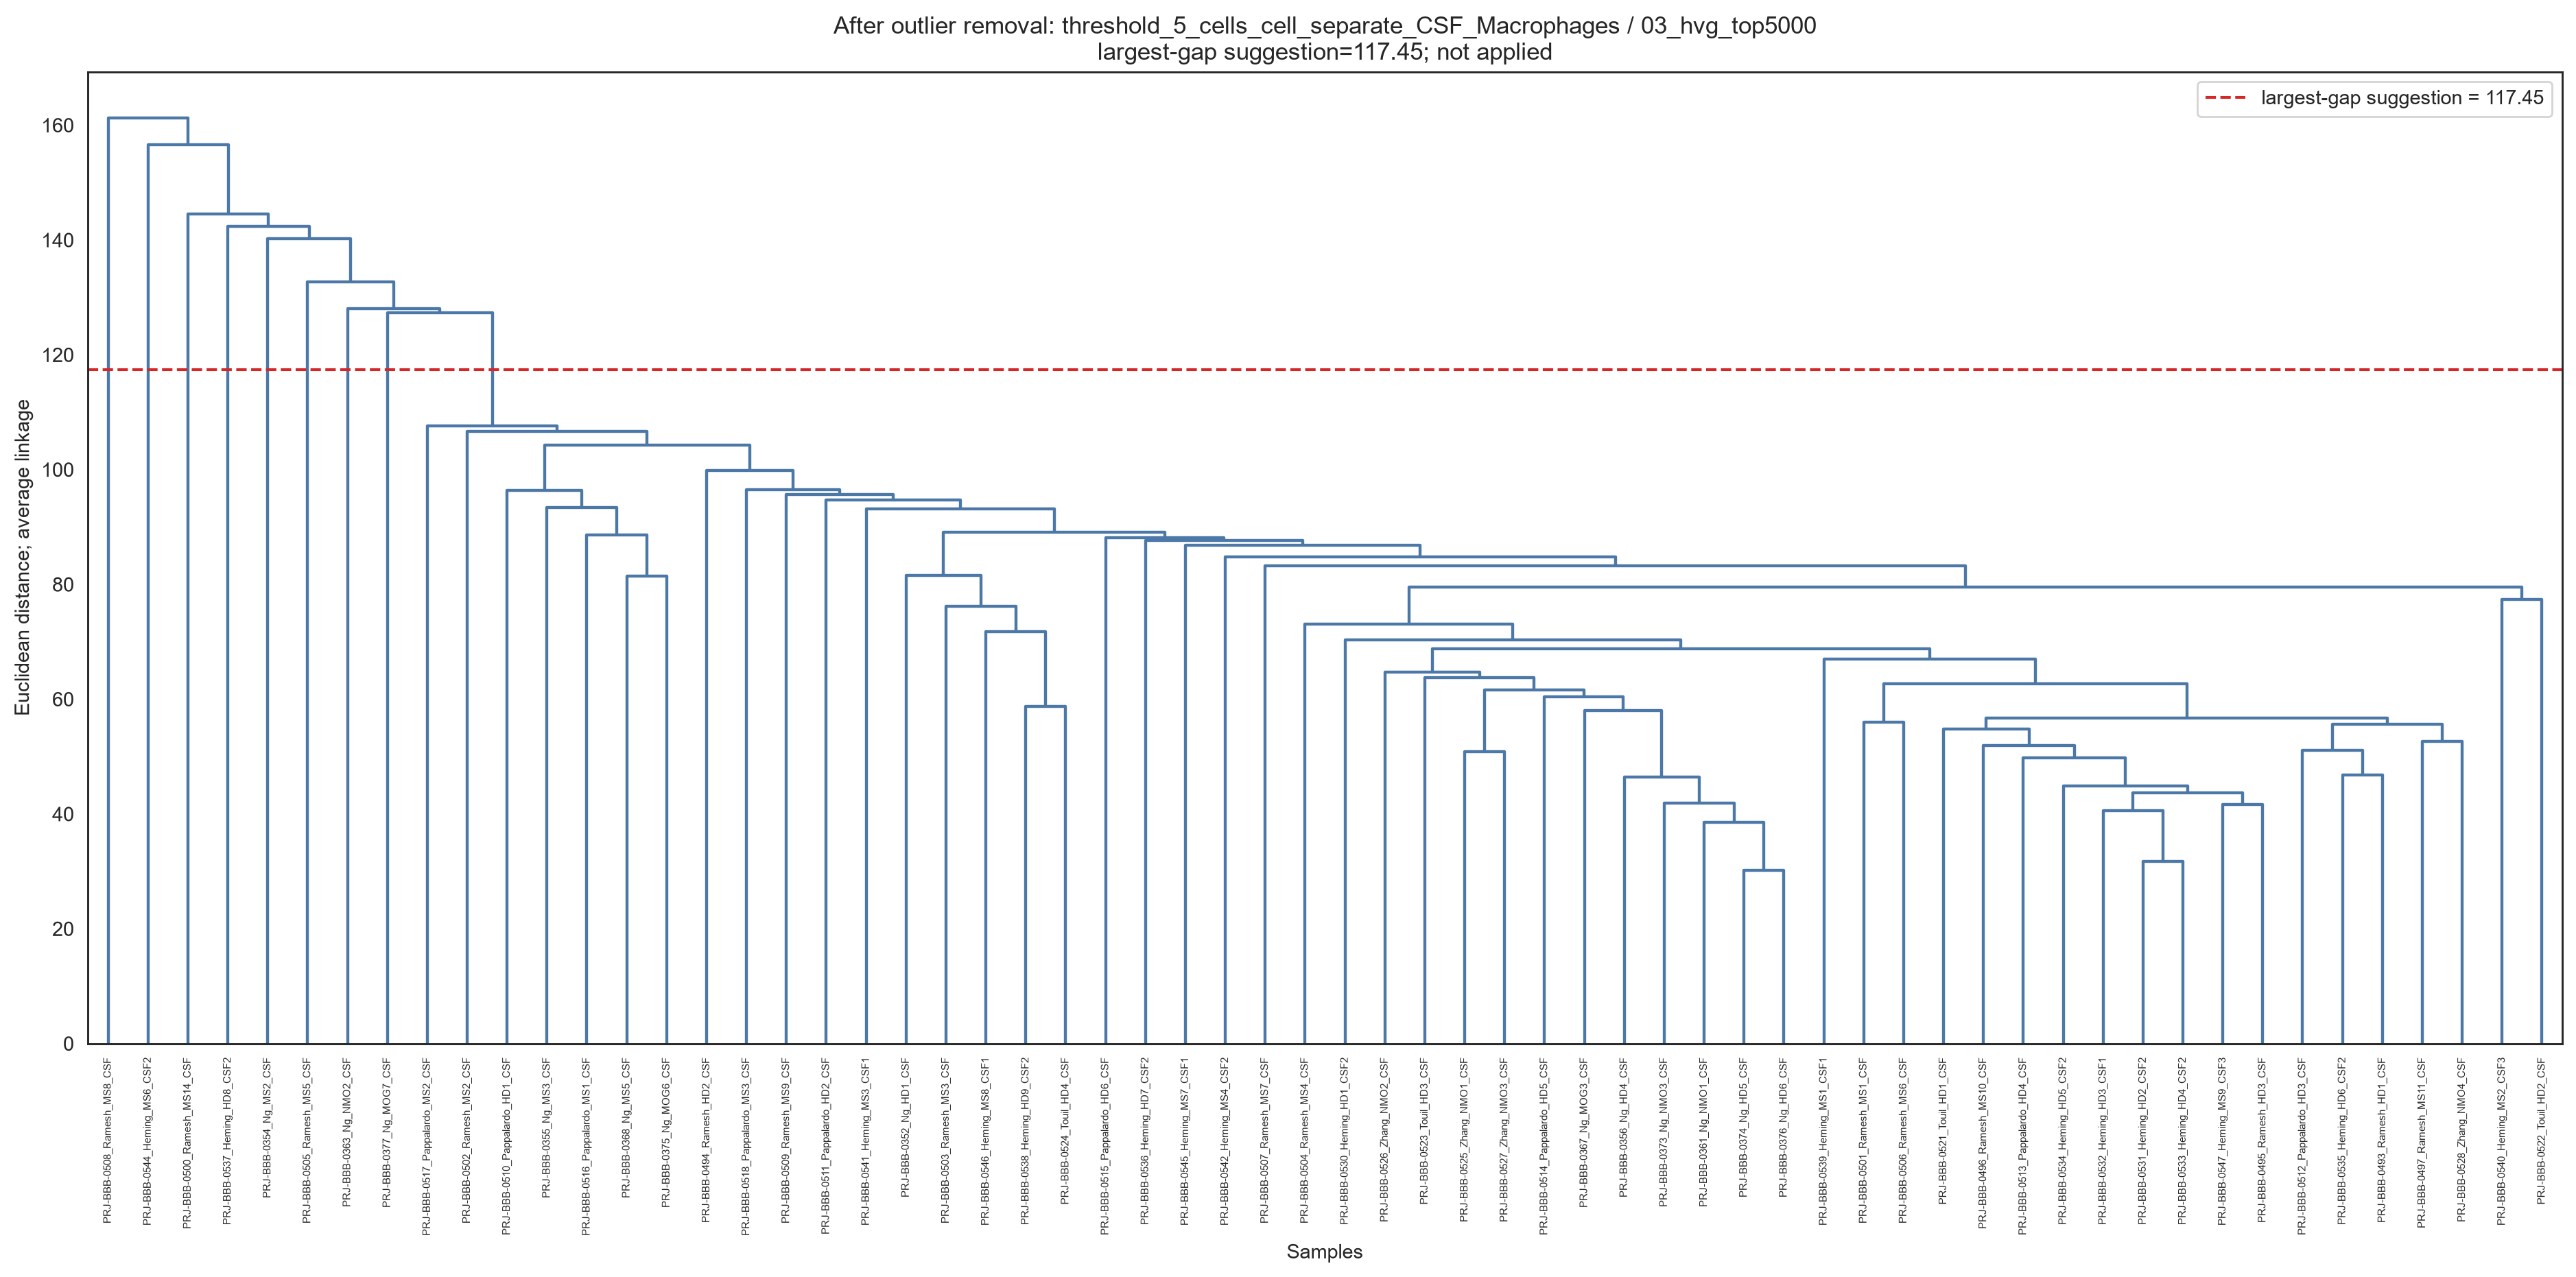 After outlier removal: threshold_5_cells_cell_separate_CSF_Macrophages / 03_hvg_top5000
largest-gap suggestion=117.45; not applied
largest-gap suggestion = 117.45
Euclidean distance; average linkage
160
140
120
100
80
60
40
20
0
PRJ-BBB-0508_Ramesh_MS8_CSF
PRJ-BBB-0544_Heming_MS6_CSF2
PRJ-BBB-0500_Ramesh_MS14_CSF
PRJ-BBB-0537_Heming_HD8_CSF2
PRJ-BBB-0354_Ng_MS2_CSF
PRJ-BBB-0505_Ramesh_MS5_CSF
PRJ-BBB-0363_Ng_NMO2_CSF
PRJ-BBB-0377_Ng_MOG7_CSF
PRJ-BBB-0517_Pappalardo_MS2_CSF
PRJ-BBB-0502_Ramesh_MS2_CSF
PRJ-BBB-0510_Pappalardo_HD1_CSF
PRJ-BBB-0355_Ng_MS3_CSF
PRJ-BBB-0516_Pappalardo_MS1_CSF
PRJ-BBB-0368_Ng_MS5_CSF
PRJ-BBB-0375_Ng_MOG6_CSF
PRJ-BBB-0494_Ramesh_HD2_CSF
PRJ-BBB-0518_Pappalardo_MS3_CSF
PRJ-BBB-0509_Ramesh_MS9_CSF
PRJ-BBB-0511_Pappalardo_HD2_CSF
PRJ-BBB-0541_Heming_MS3_CSF1
PRJ-BBB-0352_Ng_HD1_CSF
PRJ-BBB-0503_Ramesh_MS3_CSF
PRJ-BBB-0546_Heming_MS8_CSF1
PRJ-BBB-0538_Heming_HD9_CSF2
PRJ-BBB-0524_Touil_HD4_CSF
PRJ-BBB-0515_Pappalardo_HD6_CSF
PRJ-BBB-0536_Heming_HD7_CSF2
PRJ-BBB-0545_Heming_MS7_CSF1
PRJ-BBB-0542_Heming_MS4_CSF2
PRJ-BBB-0507_Ramesh_MS7_CSF
PRJ-BBB-0504_Ramesh_MS4_CSF
PRJ-BBB-0530_Heming_HD1_CSF2
PRJ-BBB-0526_Zhang_NMO2_CSF
PRJ-BBB-0523_Touil_HD3_CSF
PRJ-BBB-0525_Zhang_NMO1_CSF
PRJ-BBB-0527_Zhang_NMO3_CSF
PRJ-BBB-0514_Pappalardo_HD5_CSF
PRJ-BBB-0367_Ng_MOG3_CSF
PRJ-BBB-0356_Ng_HD4_CSF
PRJ-BBB-0373_Ng_NMO3_CSF
PRJ-BBB-0361_Ng_NMO1_CSF
PRJ-BBB-0374_Ng_HD5_CSF
PRJ-BBB-0376_Ng_HD6_CSF
PRJ-BBB-0539_Heming_MS1_CSF1
PRJ-BBB-0501_Ramesh_MS1_CSF
PRJ-BBB-0506_Ramesh_MS6_CSF
PRJ-BBB-0521_Touil_HD1_CSF
PRJ-BBB-0496_Ramesh_MS10_CSF
PRJ-BBB-0513_Pappalardo_HD4_CSF
PRJ-BBB-0534_Heming_HD5_CSF2
PRJ-BBB-0532_Heming_HD3_CSF1
PRJ-BBB-0531_Heming_HD2_CSF2
PRJ-BBB-0533_Heming_HD4_CSF2
PRJ-BBB-0547_Heming_MS9_CSF3
PRJ-BBB-0495_Ramesh_HD3_CSF
PRJ-BBB-0512_Pappalardo_HD3_CSF
PRJ-BBB-0535_Heming_HD6_CSF2
PRJ-BBB-0493_Ramesh_HD1_CSF
PRJ-BBB-0497_Ramesh_MS11_CSF
PRJ-BBB-0528_Zhang_NMO4_CSF
PRJ-BBB-0540_Heming_MS2_CSF3
PRJ-BBB-0522_Touil_HD2_CSF
Samples